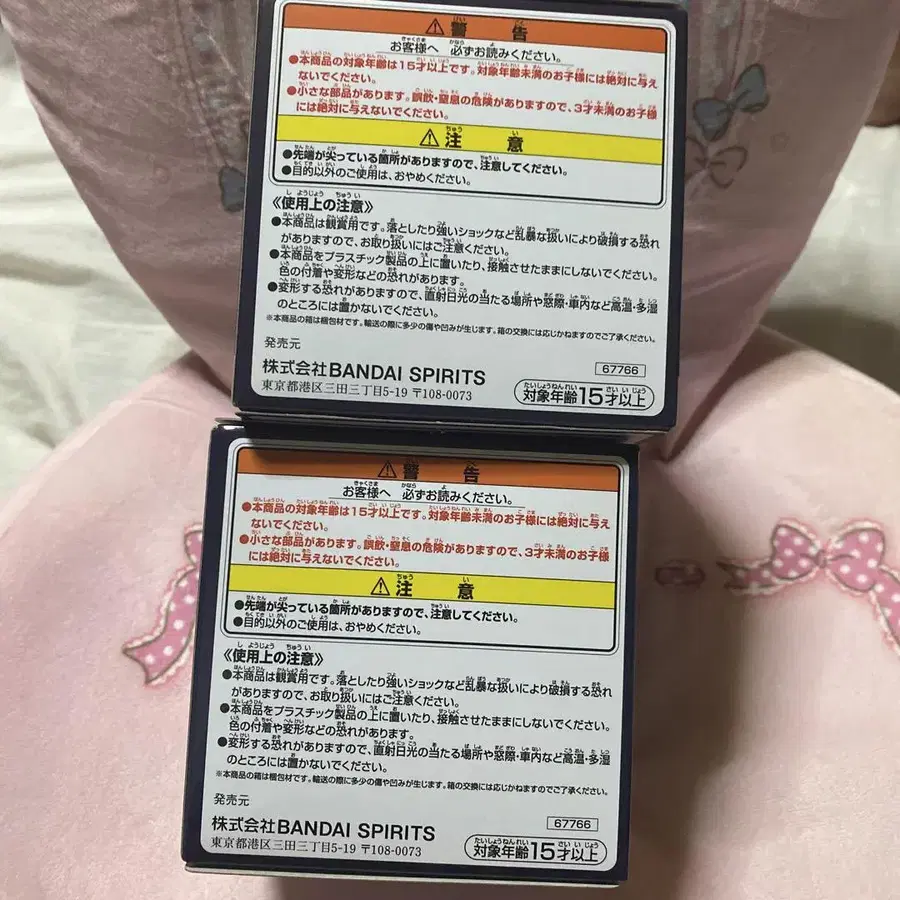 ⚠警告
お客様へ 必ずお読みください。
●本商品の対象年齢は15才以上です。対象年齢未満のお子様には絶対に与え
ないでください。
●小さな部品があります。誤飲・窒息の危険がありますので、3才未満のお子様
には絶対に与えないでください。
⚠注意
●先端が尖っている箇所がありますので、注意してください。
●目的以外のご使用は、おやめください。
《使用上の注意》
●本商品は観賞用です。落としたり強いショックなど乱暴な扱いにより破損する恐れ
がありますので、お取り扱いにはご注意ください。
●本商品をプラスチック製品の上に置いたり、接触させたままにしないでください。
色の付着や変形などの恐れがあります。
●変形する恐れがありますので、直射日光の当たる場所や窓際・車内など高温・多湿
のところには置かないでください。
※本商品の箱は梱包材です。輸送の際に多少の傷や凹みが生じます。箱の交換には応じかねますのでご了承ください。
発売元
株式会社BANDAI SPIRITS
67766
東京都港区三田三丁目5-19 〒108-0073
対象年齢15才以上
⚠警告
お客様へ 必ずお読みください。
●本商品の対象年齢は15才以上です。対象年齢未満のお子様には絶対に与え
ないでください。
●小さな部品があります。誤飲・窒息の危険がありますので、3才未満のお子様
には絶対に与えないでください。
⚠注意
●先端が尖っている箇所がありますので、注意してください。
●目的以外のご使用は、おやめください。
《使用上の注意》
●本商品は観賞用です。落としたり強いショックなど乱暴な扱いにより破損する恐れ
がありますので、お取り扱いにはご注意ください。
●本商品をプラスチック製品の上に置いたり、接触させたままにしないでください。
色の付着や変形などの恐れがあります。
●変形する恐れがありますので、直射日光の当たる場所や窓際・車内など高温・多湿
のところには置かないでください。
※本商品の箱は梱包材です。輸送の際に多少の傷や凹みが生じます。箱の交換には応じかねますのでご了承ください。
発売元
株式会社BANDAI SPIRITS
67766
東京都港区三田三丁目5-19 〒108-0073
対象年齢15才以上